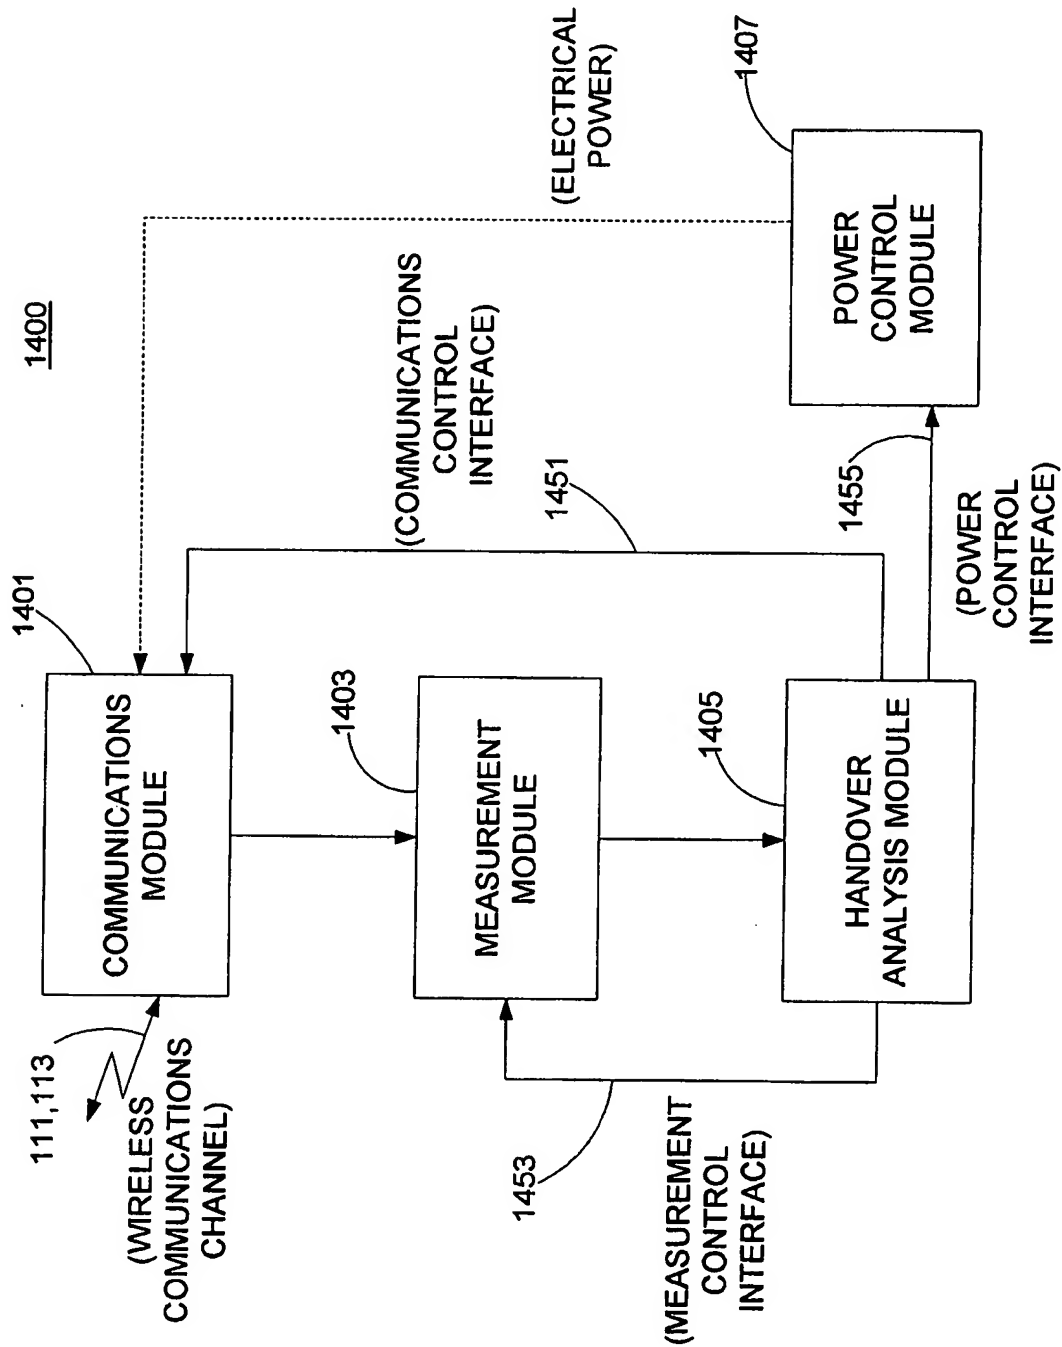 1400
1401
COMMUNICATIONS
MODULE
111,113
(WIRELESS
COMMUNICATIONS
CHANNEL)
1403
MEASUREMENT
MODULE
1405
HANDOVER
ANALYSIS MODULE
1453
(MEASUREMENT
CONTROL
INTERFACE)
(COMMUNICATIONS
CONTROL
INTERFACE)
1451
(ELECTRICAL
POWER)
1407
POWER
CONTROL
MODULE
1455
(POWER
CONTROL
INTERFACE)